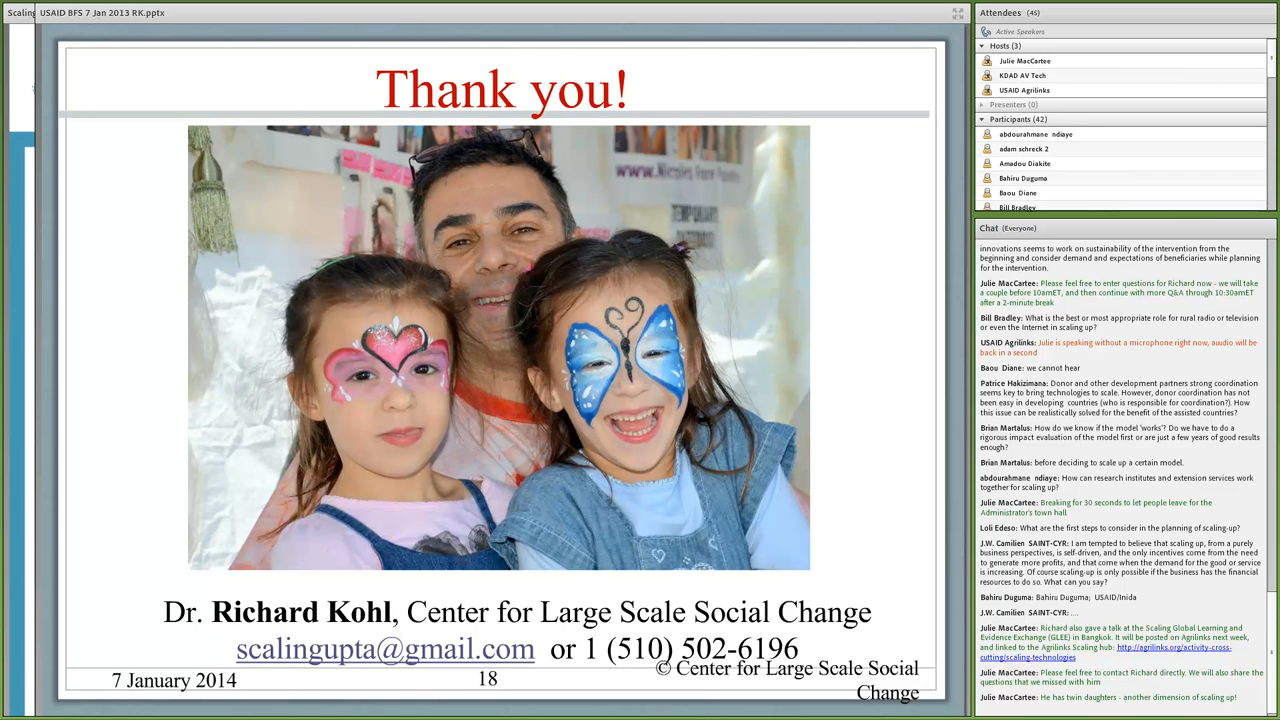 Scaling
USAID BFS 7 Jan 2013 RK.pptx
Thank you!
www.Nicoles Face Paints
TEMPORARY
Dr. Richard Kohl, Center for Large Scale Social Change
scalingupta@gmail.com or 1 (510) 502-6196
7 January 2014
18
© Center for Large Scale Social
Change
Attendees (45)
Active Speakers
Hosts (3)
Julie MacCartee
KDAD AV Tech
USAID Agrilinks
Presenters (0)
Participants (42)
abdourahmane ndiaye
adam schreck 2
Amadou Diakite
Bahiru Duguma
Baou Diane
Bill Bradley
Chat (Everyone)
innovations seems to work on sustainability of the intervention from the
beginning and consider demand and expectations of beneficiaries while planning
for the intervention.
Julie MacCartee: Please feel free to enter questions for Richard now - we will take
a couple before 10amET, and then continue with more Q&A through 10:30amET
after a 2-minute break
Bill Bradley: What is the best or most appropriate role for rural radio or television
or even the Internet in scaling up?
USAID Agrilinks: Julie is speaking without a microphone right now, auudio will be
back in a second
Baou Diane: we cannot hear
Patrice Hakizimana: Donor and other development partners strong coordination
seems key to bring technologies to scale. However, donor coordination has not
been easy in developing countries (who is responsible for coordination?). How
this issue can be realistically solved for the benefit of the assisted countries?
Brian Martalus: How do we know if the model 'works'? Do we have to do a
rigorous impact evaluation of the model first or are just a few years of good results
enough?
Brian Martalus: before deciding to scale up a certain model.
abdourahmane ndiaye: How can research institutes and extension services work
together for scaling up?
Julie MacCartee: Breaking for 30 seconds to let people leave for the
Administrator's town hall
Loli Edeso: What are the first steps to consider in the planning of scaling-up?
J.W. Camilien SAINT-CYR: I am tempted to believe that scaling up, from a purely
business perspectives, is self-driven, and the only incentives come from the need
to generate more profits, and that come when the demand for the good or service
is increasing. Of course scaling-up is only possible if the business has the financial
resources to do so. What can you say?
Bahiru Duguma: Bahiru Duguma; USAID/Inida
J.W. Camilien SAINT-CYR: ....
Julie MacCartee: Richard also gave a talk at the Scaling Global Learning and
Evidence Exchange (GLEE) in Bangkok. It will be posted on Agrilinks next week,
and linked to the Agrilinks Scaling hub: http://agrilinks.org/activity-cross-
cutting/scaling-technologies
Julie MacCartee: Please feel free to contact Richard directly. We will also share the
questions that we missed with him
Julie MacCartee: He has twin daughters - another dimension of scaling up!